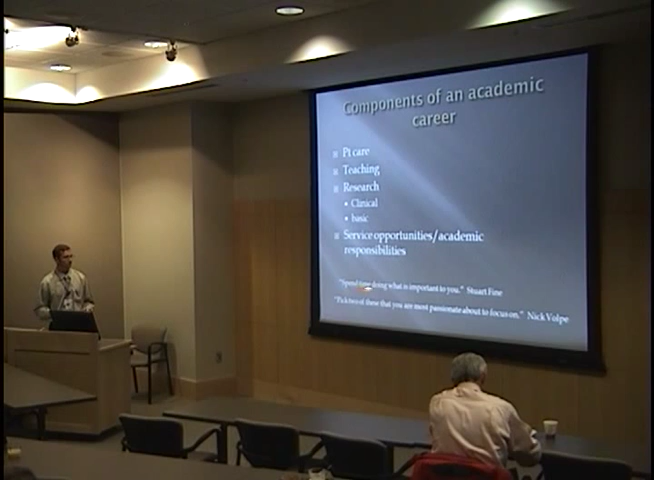 Components of an academic
career
Pt care
Teaching
Research
Clinical
basic
Service opportunities/academic
responsibilities
"Spend time doing what is important to you." Stuart Fine
"Pick two of these that you are most passionate about to focus on." Nick Volpe